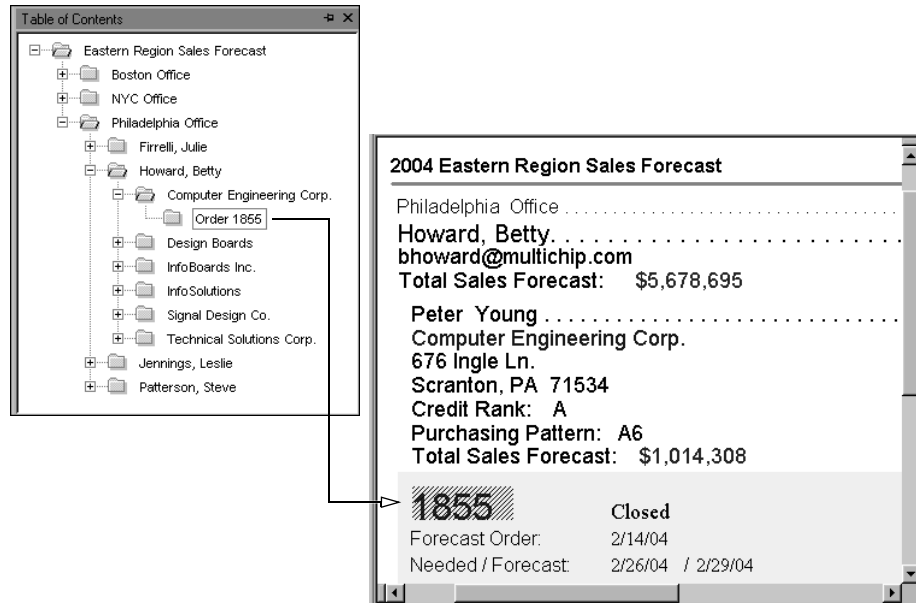 Table of Contents
Eastern Region Sales Forecast
Boston Office
NYC Office
Philadelphia Office
Firrelli, Julie
Howard, Betty
Computer Engineering Corp.
Order 1855
Design Boards
InfoBoards Inc.
InfoSolutions
Signal Design Co.
Technical Solutions Corp.
Jennings, Leslie
Patterson, Steve
2004 Eastern Region Sales Forecast
Philadelphia Office . . . . . . . . . . . . . . . . . . . . . . . . . . . . . . . . . .
Howard, Betty. . . . . . . . . . . . . . . . . . . . . . . .
bhoward@multichip.com
Total Sales Forecast: $5,678,695
Peter Young . . . . . . . . . . . . . . . . . . . . . . . . . . . . .
Computer Engineering Corp.
676 Ingle Ln.
Scranton, PA 71534
Credit Rank: A
Purchasing Pattern: A6
Total Sales Forecast: $1,014,308
1855 Closed
Forecast Order: 2/14/04
Needed / Forecast: 2/26/04 / 2/29/04